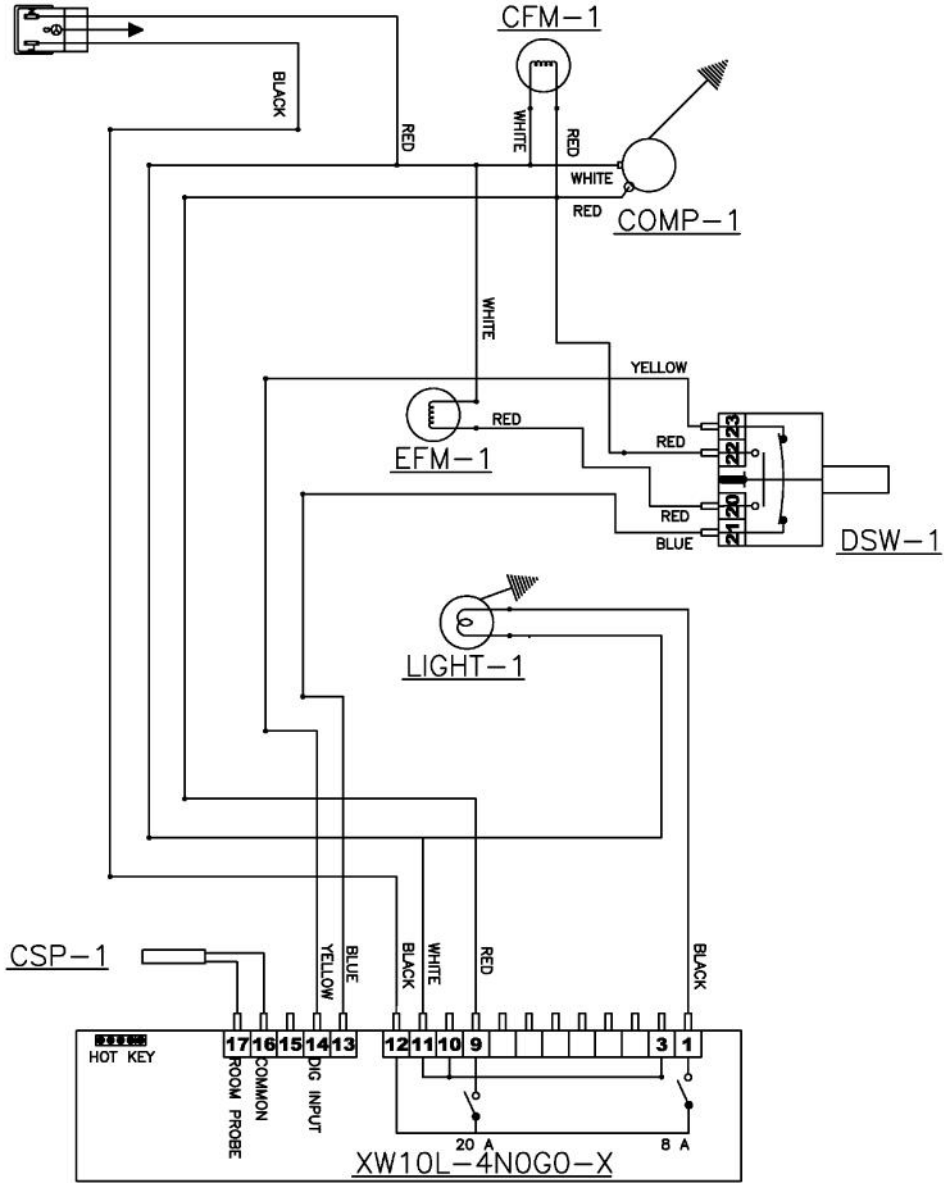 CFM-1
BLACK
RED
WHITE
RED
WHITE
RED
COMP-1
WHITE
YELLOW
RED
EFM-1
23
22
20
21
RED
RED
BLUE
DSW-1
LIGHT-1
CSP-1
YELLOW
BLUE
BLACK
WHITE
RED
BLACK
HOT KEY
17 16 15 14 13 12 11 10 9 3 1
ROOM PROBE
COMMON
DIG INPUT
20 A
8 A
XW10L-4N0G0-X